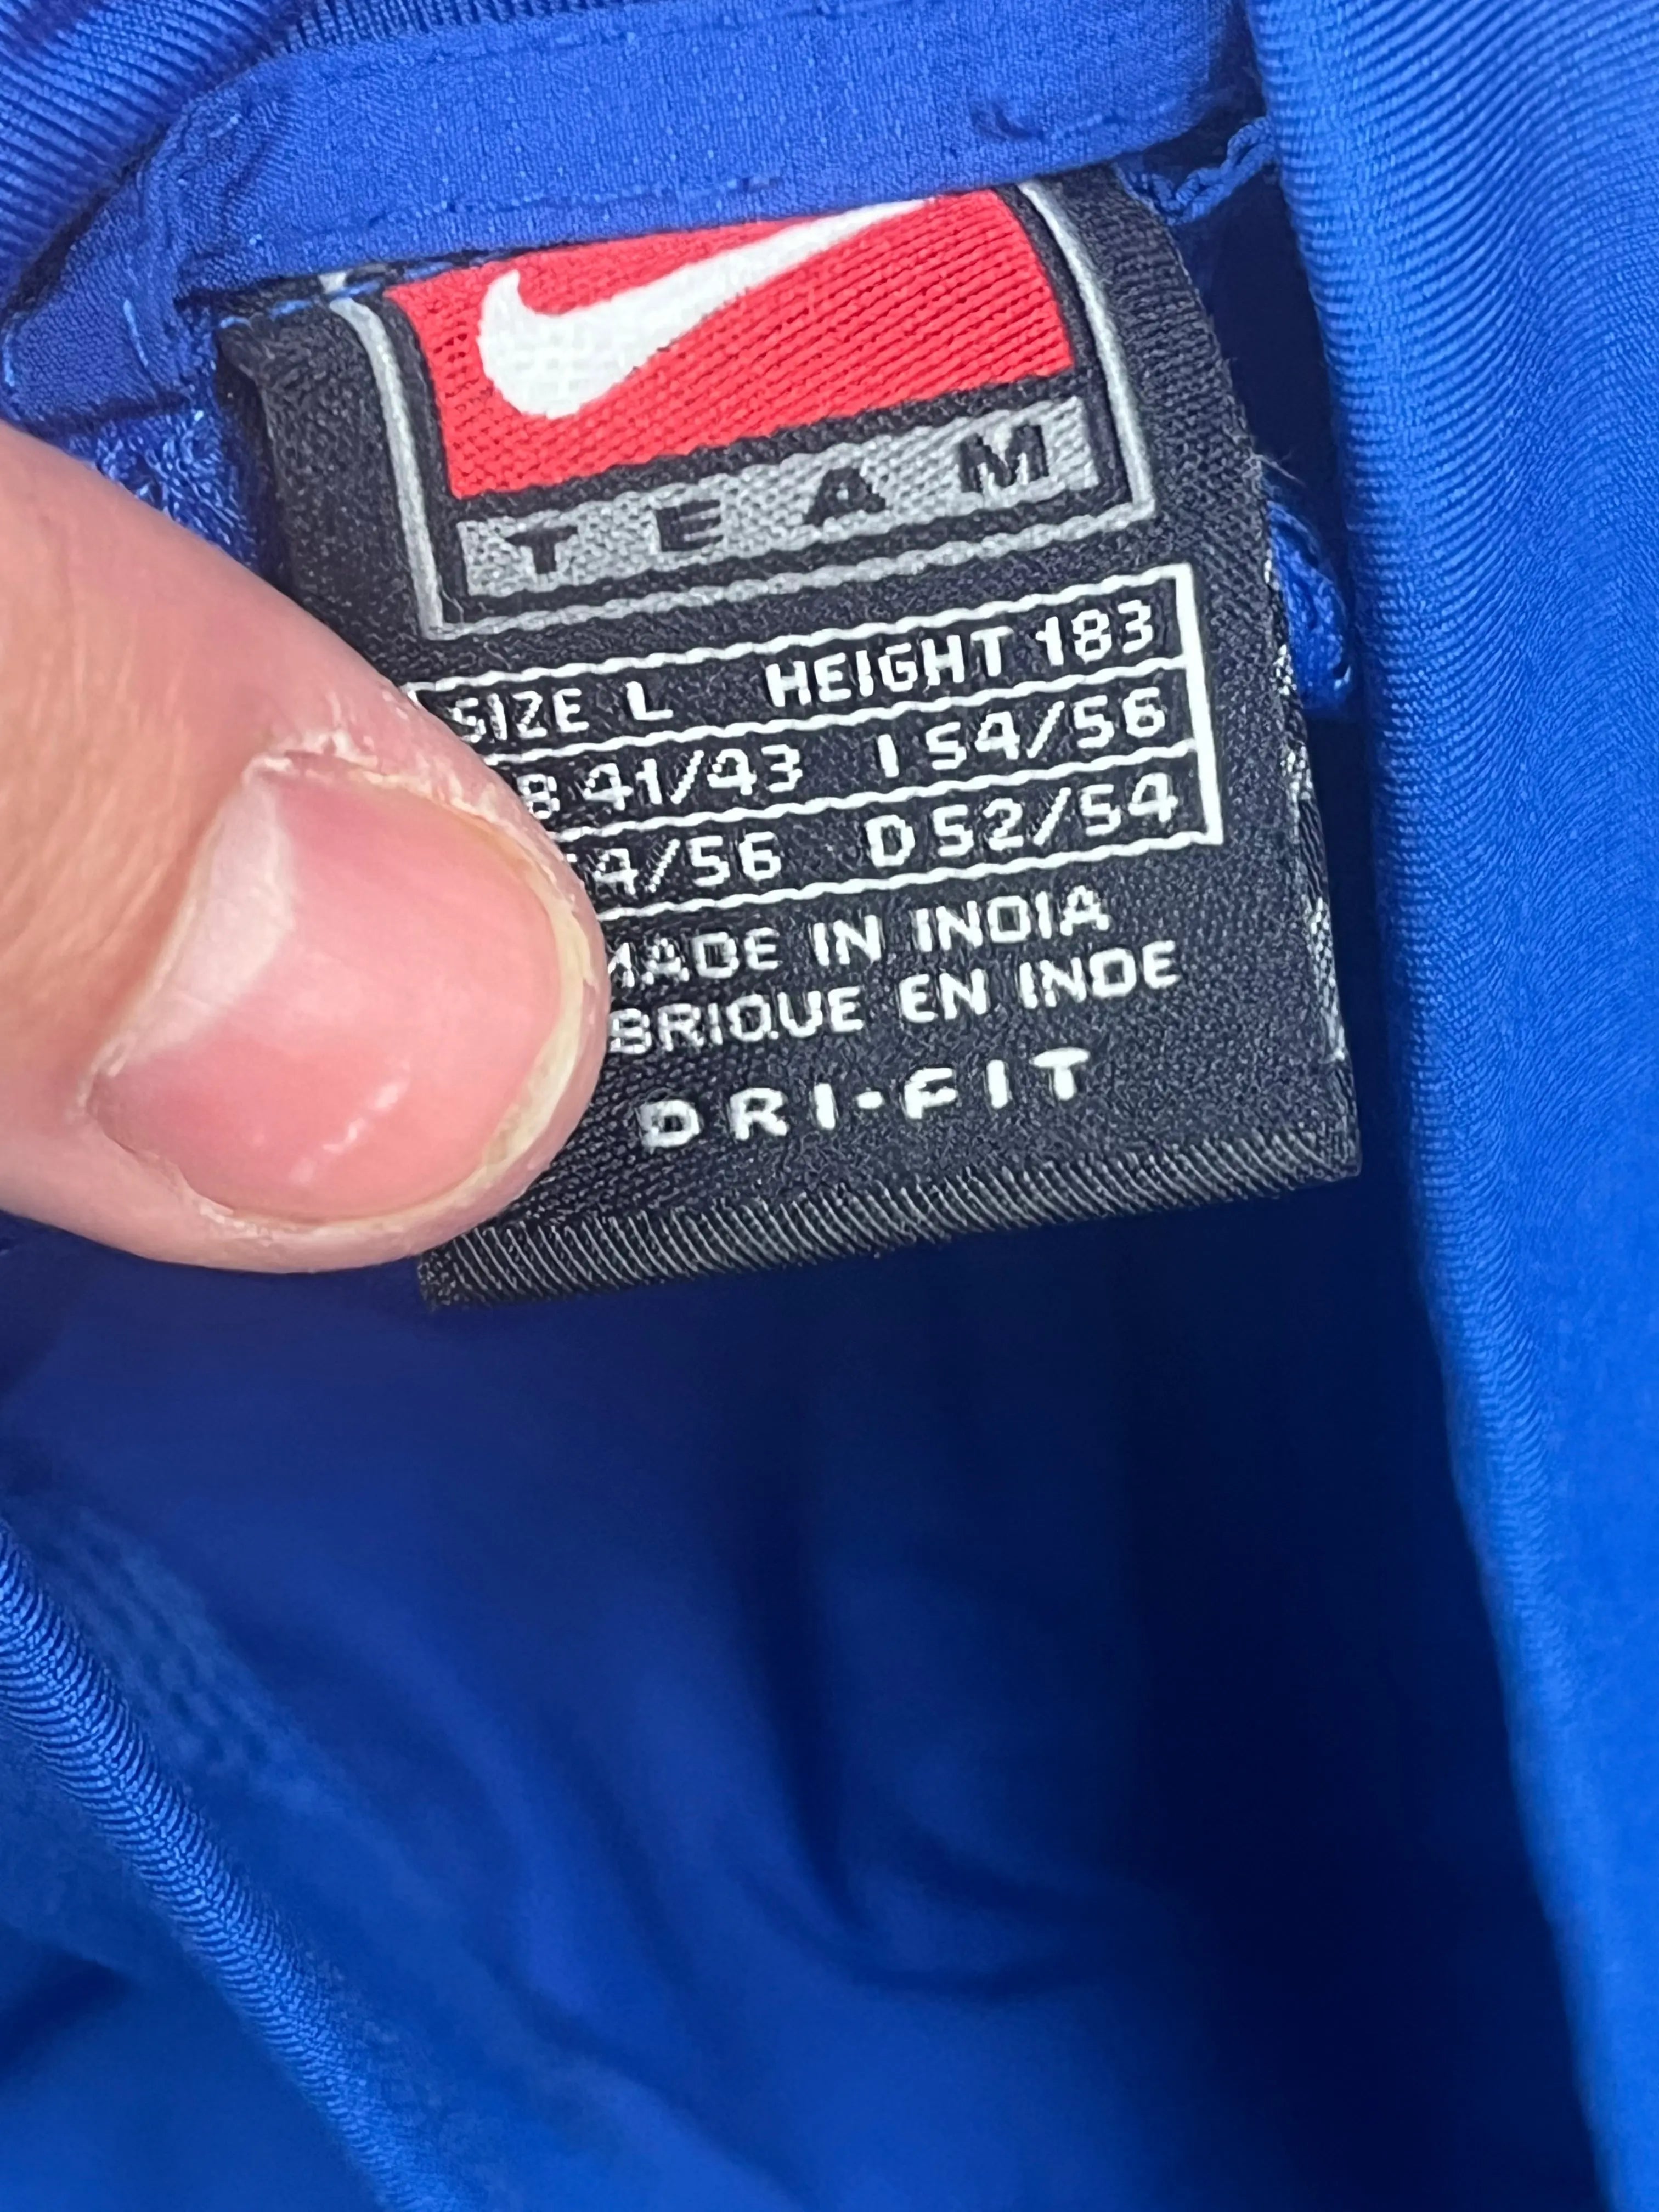 TEAM
SIZE L HEIGHT 183
B 41/43 I 54/56
4/56 D 52/54
MADE IN INDIA
BRIQUE EN INDE
DRI-FIT